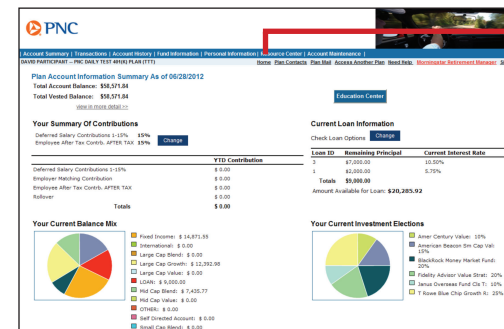 PNC
Account Summary | Transactions | Account History | Fund Information | Personal Information | Resource Center | Account Maintenance |
DAVID PARTICIPANT -- PNC DAILY TEST 401(K) PLAN (TTT)
Home Plan Contacts Plan Mail Access Another Plan Need Help Morningstar Retirement Manager
Plan Account Information Summary As of 06/28/2012
Total Account Balance: $58,571.84
Total Vested Balance: $58,571.84
view in more detail >>
Education Center
Your Summary Of Contributions
Deferred Salary Contributions 1-15% 15%
Employee After Tax Contrb. AFTER TAX 15%
Change
YTD Contribution
Deferred Salary Contributions 1-15% $ 0.00
Employer Matching Contribution $ 0.00
Employee After Tax Contrb. AFTER TAX $ 0.00
Rollover $ 0.00
Totals $ 0.00
Current Loan Information
Check Loan Options Change
Loan ID Remaining Principal Current Interest Rate
3 $7,000.00 10.50%
1 $2,000.00 5.75%
Totals $9,000.00
Amount Available for Loan: $20,285.92
Your Current Balance Mix
Fixed Income: $ 14,871.55
International: $ 0.00
Large Cap Blend: $ 0.00
Large Cap Growth: $ 12,392.98
Large Cap Value: $ 0.00
LOAN: $ 9,000.00
Mid Cap Blend: $ 7,435.77
Mid Cap Value: $ 0.00
OTHER: $ 0.00
Self Directed Account: $ 0.00
Small Cap Blend: $ 0.00
Your Current Investment Elections
Amer Century Value: 10%
American Beacon Sm Cap Val:
15%
BlackRock Money Market Fund:
20%
Fidelity Advisor Value Strat: 20%
Janus Overseas Fund Cls T: 10%
T Rowe Blue Chip Growth R: 25%